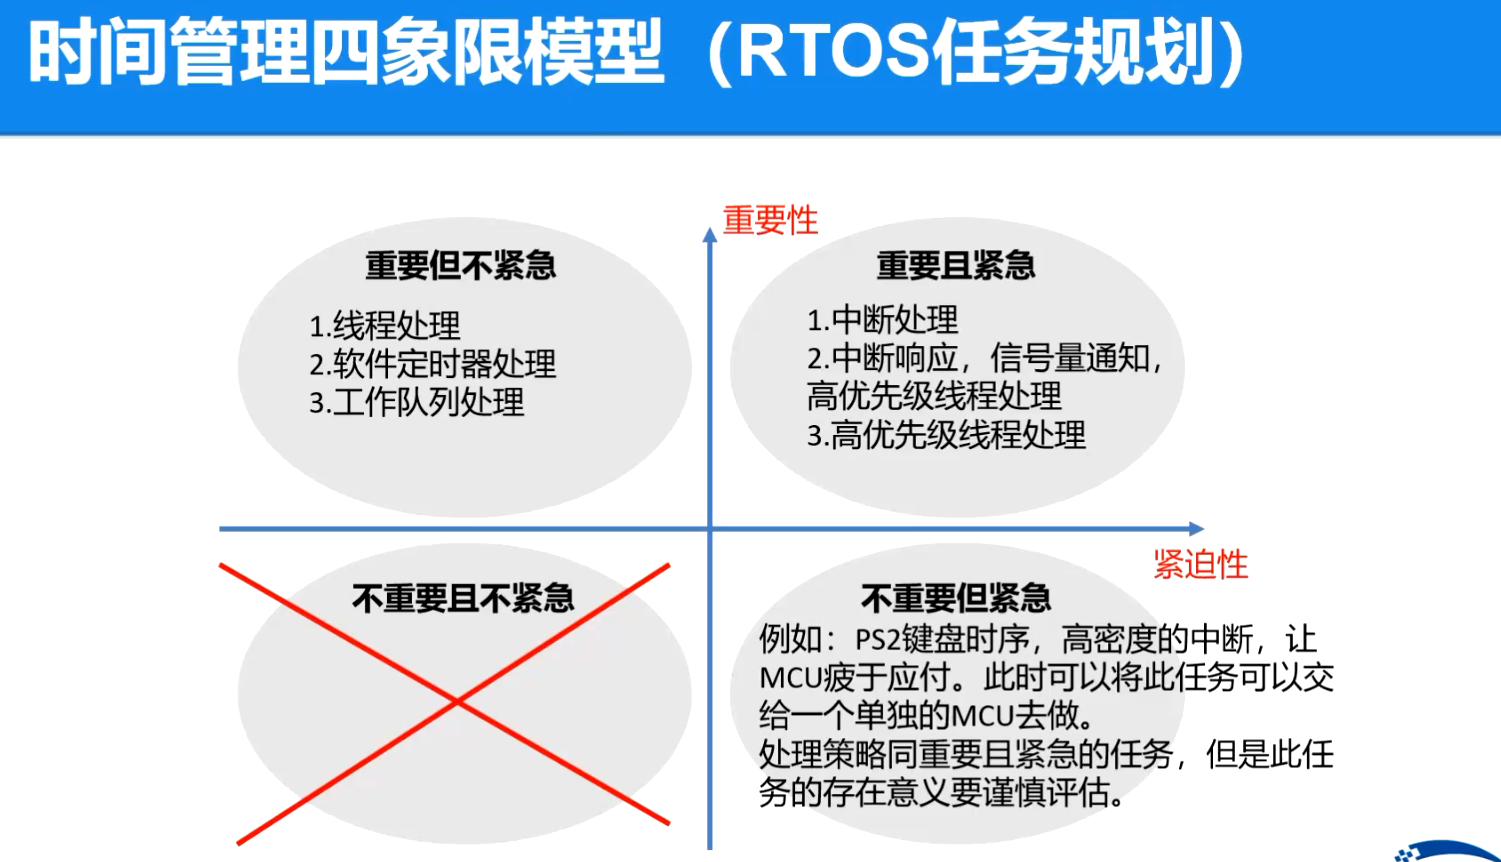 时间管理四象限模型（RTOS任务规划）
重要性
重要但不紧急
1.线程处理
2.软件定时器处理
3.工作队列处理
重要且紧急
1.中断处理
2.中断响应，信号量通知，
高优先级线程处理
3.高优先级线程处理
紧迫性
不重要且不紧急
不重要但紧急
例如：PS2键盘时序，高密度的中断，让
MCU疲于应付。此时可以将此任务可以交
给一个单独的MCU去做。
处理策略同重要且紧急的任务，但是此任
务的存在意义要谨慎评估。